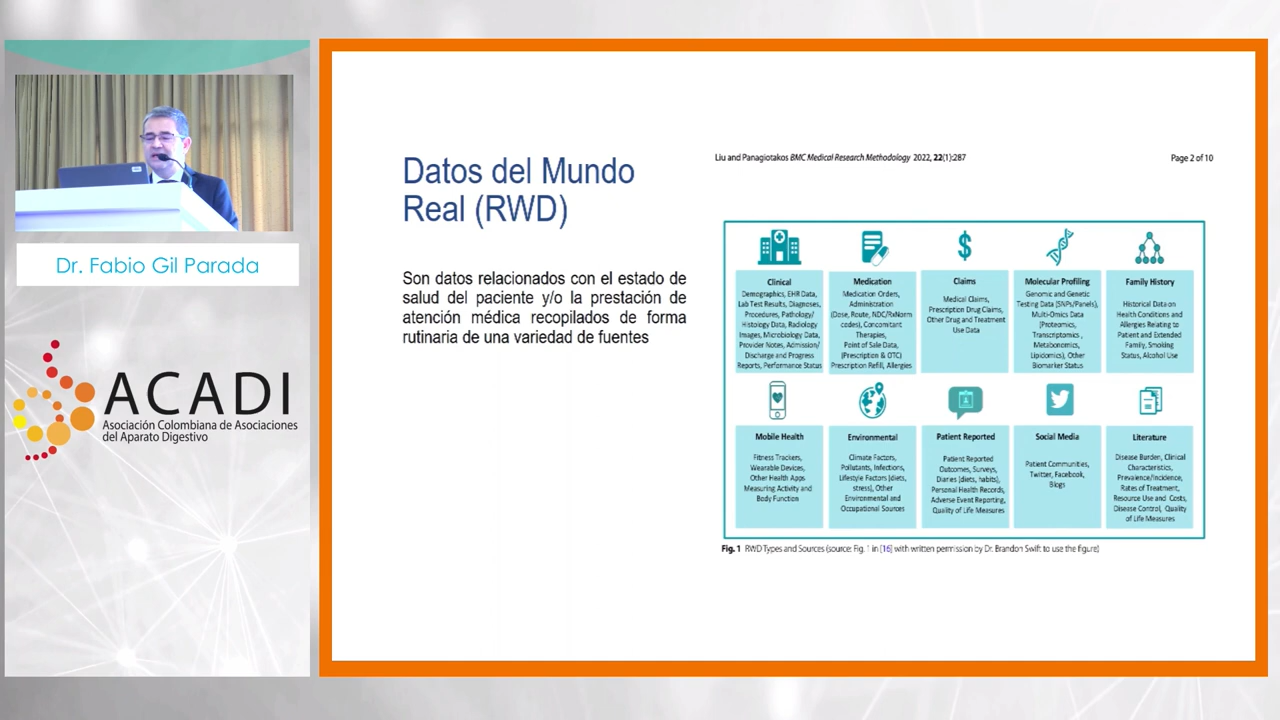 Dr. Fabio Gil Parada
ACADI
Asociación Colombiana de Asociaciones
del Aparato Digestivo
Datos del Mundo
Real (RWD)
Son datos relacionados con el estado de
salud del paciente y/o la prestación de
atención médica recopilados de forma
rutinaria de una variedad de fuentes
Liu and Panagiotakos BMC Medical Research Methodology 2022, 22(1):287
Page 2 of 10
Clinical
Demographics, EHR Data,
Lab Test Results, Diagnoses,
Procedures, Pathology/
Histology Data, Radiology
Images, Microbiology Data,
Provider Notes, Admission/
Discharge and Progress
Reports, Performance Status
Medication
Medication Orders,
Administration
(Dose, Route, NDC/RxNorm
codes), Concomitant
Therapies,
Point of Sale Data,
(Prescription & OTC)
Prescription Refill, Allergies
Claims
Medical Claims,
Prescription Drug Claims,
Other Drug and Treatment
Use Data
Molecular Profiling
Genomic and Genetic
Testing Data (SNPs/Panels),
Multi-Omics Data
(Proteomics,
Transcriptomics,
Metabonomics,
Lipidomics), Other
Biomarker Status
Family History
Historical Data on
Health Conditions and
Allergies Relating to
Patient and Extended
Family, Smoking
Status, Alcohol Use
Mobile Health
Fitness Trackers,
Wearable Devices,
Other Health Apps
Measuring Activity and
Body Function
Environmental
Climate Factors,
Pollutants, Infections,
Lifestyle Factors (diets,
stress), Other
Environmental and
Occupational Sources
Patient Reported
Patient Reported
Outcomes, Surveys,
Diaries (diets, habits),
Personal Health Records,
Adverse Event Reporting,
Quality of Life Measures
Social Media
Patient Communities,
Twitter, Facebook,
Blogs
Literature
Disease Burden, Clinical
Characteristics,
Prevalence/Incidence,
Rates of Treatment,
Resource Use and Costs,
Disease Control, Quality
of Life Measures
Fig. 1 RWD Types and Sources (source: Fig. 1 in [16] with written permission by Dr. Brandon Swift to use the figure)